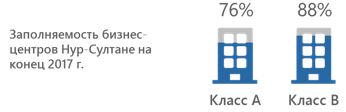 76% 88%
Заполняемость бизнес-
центров Нур-Султане на
конец 2017 г.
Класс А Класс В